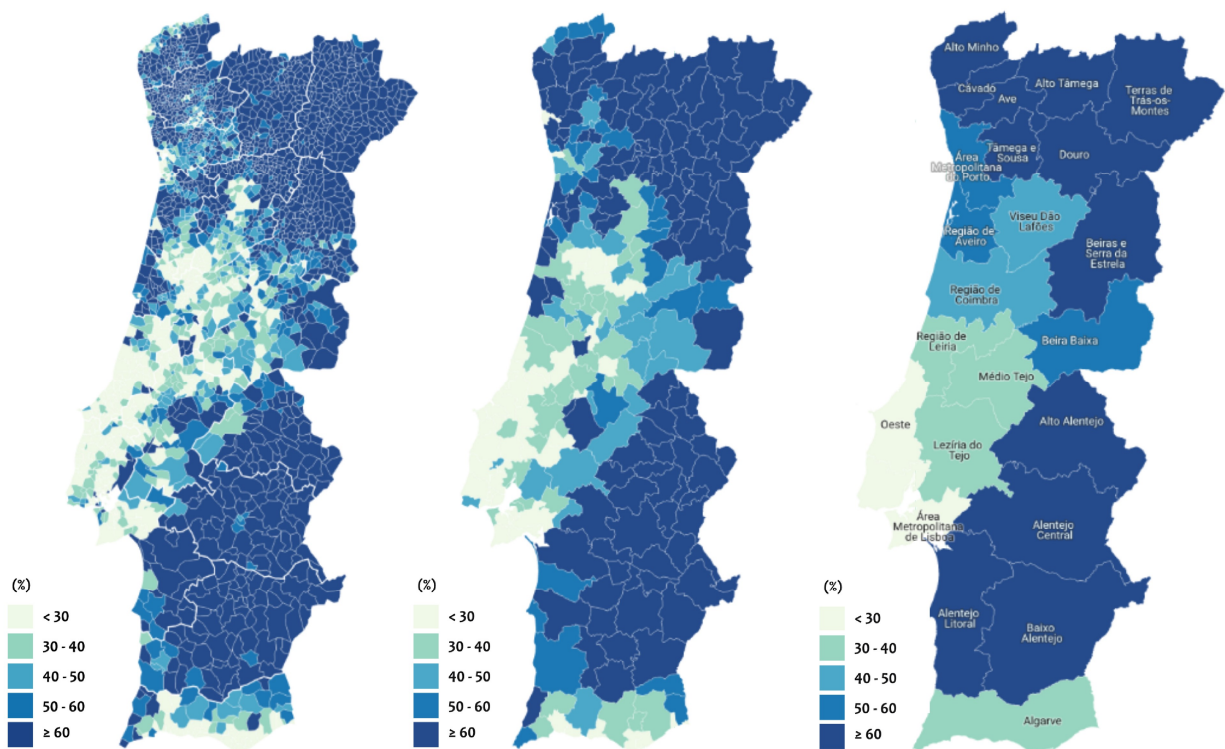 (%)
< 30
30 - 40
40 - 50
50 - 60
≥ 60
(%)
< 30
30 - 40
40 - 50
50 - 60
≥ 60
Alto Minho
Cávado
Ave
Alto Tâmega
Terras de
Trás-os-
Montes
Área
Metropolitana
do Porto
Tâmega e
Sousa
Douro
Viseu Dão
Lafões
Região de
Aveiro
Beiras e
Serra da
Estrela
Região de
Coimbra
Região de
Leiria
Beira Baixa
Médio Tejo
Oeste
Alto Alentejo
Lezíria do
Tejo
Área
Metropolitana
de Lisboa
Alentejo
Central
Alentejo
Litoral
Baixo
Alentejo
Algarve
(%)
< 30
30 - 40
40 - 50
50 - 60
≥ 60